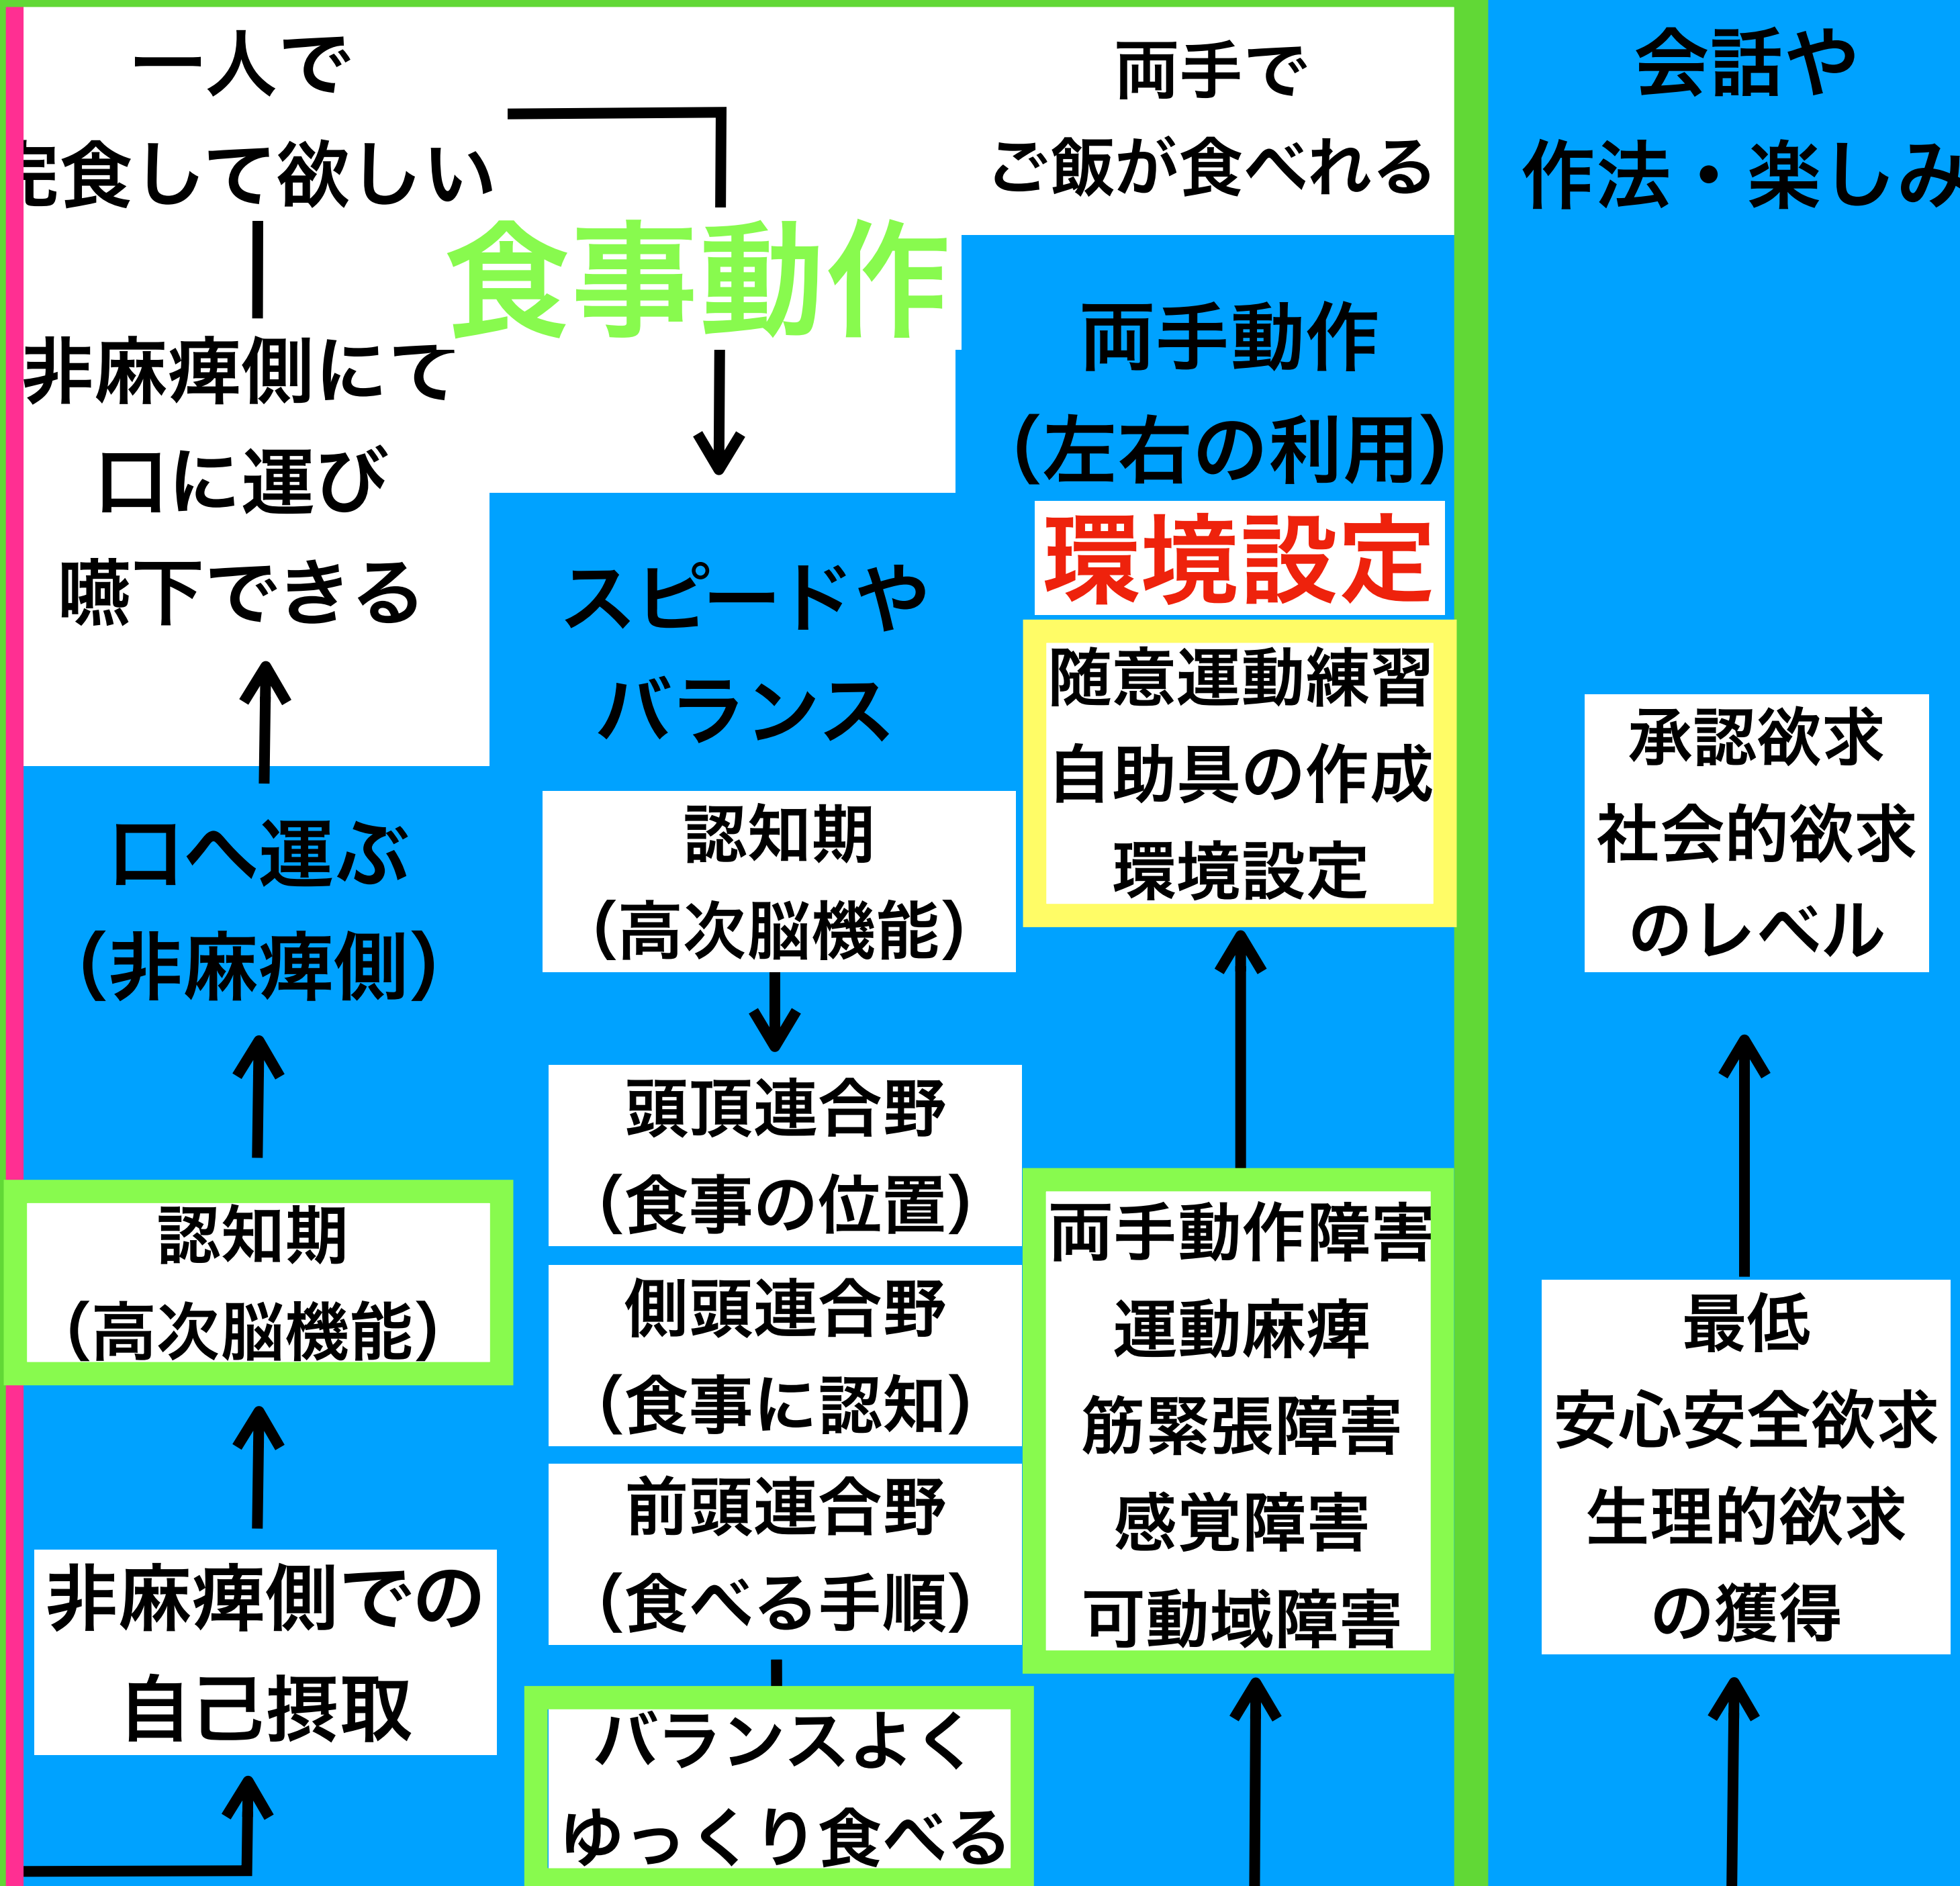 一人で
完食して欲しい
非麻痺側にて
口に運び
嚥下できる
口へ運ぶ
(非麻痺側)
認知期
(高次脳機能)
非麻痺側での
自己摂取
食事動作
スピードや
バランス
認知期
(高次脳機能)
頭頂連合野
(食事の位置)
側頭連合野
(食事に認知)
前頭連合野
(食べる手順)
バランスよく
ゆっくり食べる
両手で
ご飯が食べれる
両手動作
(左右の利用)
環境設定
随意運動練習
自助具の作成
環境設定
両手動作障害
運動麻痺
筋緊張障害
感覚障害
可動域障害
会話や
作法・楽しみ
承認欲求
社会的欲求
のレベル
最低
安心安全欲求
生理的欲求
の獲得